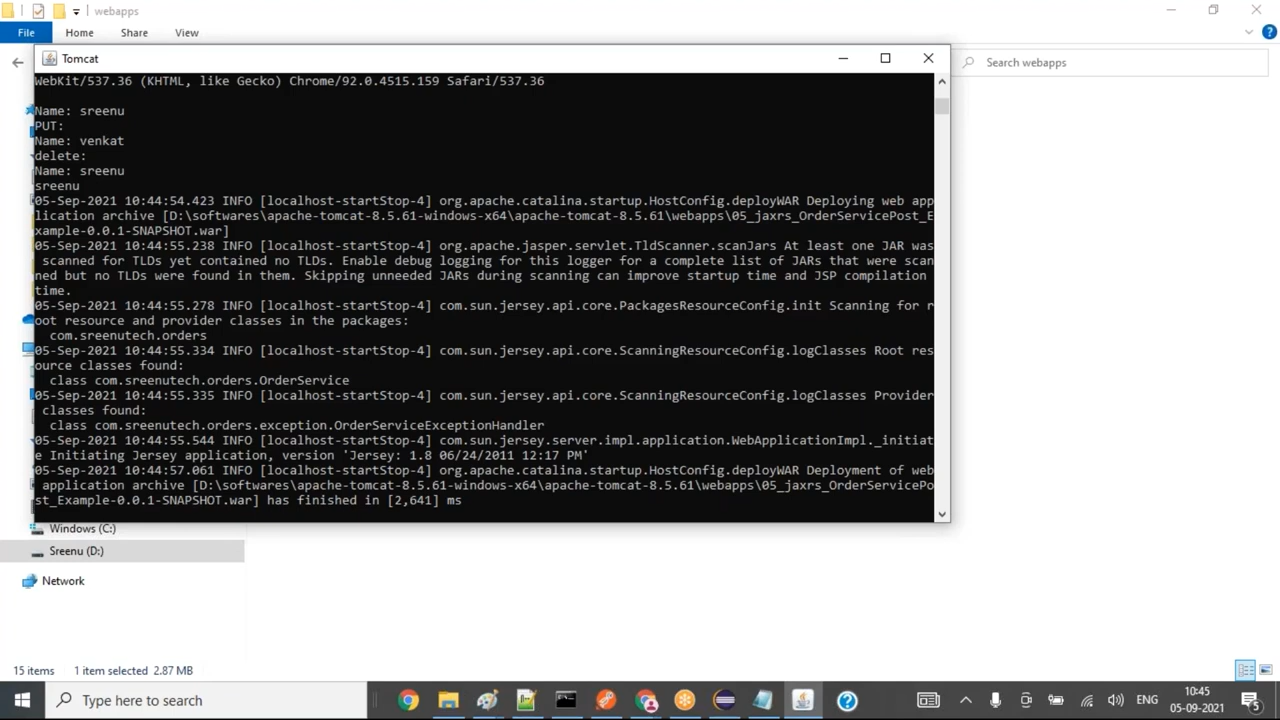 webapps
File
Home
Share
View
Tomcat
Search webapps
WebKit/537.36 (KHTML, like Gecko) Chrome/92.0.4515.159 Safari/537.36
Name: sreenu
PUT:
Name: venkat
delete:
Name: sreenu
sreenu
05-Sep-2021 10:44:54.423 INFO [localhost-startStop-4] org.apache.catalina.startup.HostConfig.deployWAR Deploying web app
lication archive [D:\softwares\apache-tomcat-8.5.61-windows-x64\apache-tomcat-8.5.61\webapps\05_jaxrs_OrderServicePost_E
xample-0.0.1-SNAPSHOT.war]
05-Sep-2021 10:44:55.238 INFO [localhost-startStop-4] org.apache.jasper.servlet.TldScanner.scanJars At least one JAR was
scanned for TLDs yet contained no TLDs. Enable debug logging for this logger for a complete list of JARs that were scan
ned but no TLDs were found in them. Skipping unneeded JARs during scanning can improve startup time and JSP compilation
time.
05-Sep-2021 10:44:55.278 INFO [localhost-startStop-4] com.sun.jersey.api.core.PackagesResourceConfig.init Scanning for r
oot resource and provider classes in the packages:
com.sreenutech.orders
05-Sep-2021 10:44:55.334 INFO [localhost-startStop-4] com.sun.jersey.api.core.ScanningResourceConfig.logClasses Root res
ource classes found:
class com.sreenutech.orders.OrderService
05-Sep-2021 10:44:55.335 INFO [localhost-startStop-4] com.sun.jersey.api.core.ScanningResourceConfig.logClasses Provider
classes found:
class com.sreenutech.orders.exception.OrderServiceExceptionHandler
05-Sep-2021 10:44:55.544 INFO [localhost-startStop-4] com.sun.jersey.server.impl.application.WebApplicationImpl._initiat
e Initiating Jersey application, version 'Jersey: 1.8 06/24/2011 12:17 PM'
05-Sep-2021 10:44:57.061 INFO [localhost-startStop-4] org.apache.catalina.startup.HostConfig.deployWAR Deployment of web
application archive [D:\softwares\apache-tomcat-8.5.61-windows-x64\apache-tomcat-8.5.61\webapps\05_jaxrs_OrderServicePo
st_Example-0.0.1-SNAPSHOT.war] has finished in [2,641] ms
Windows (C:)
Sreenu (D:)
Network
15 items
1 item selected 2.87 MB
Type here to search
ENG
10:45
05-09-2021
5